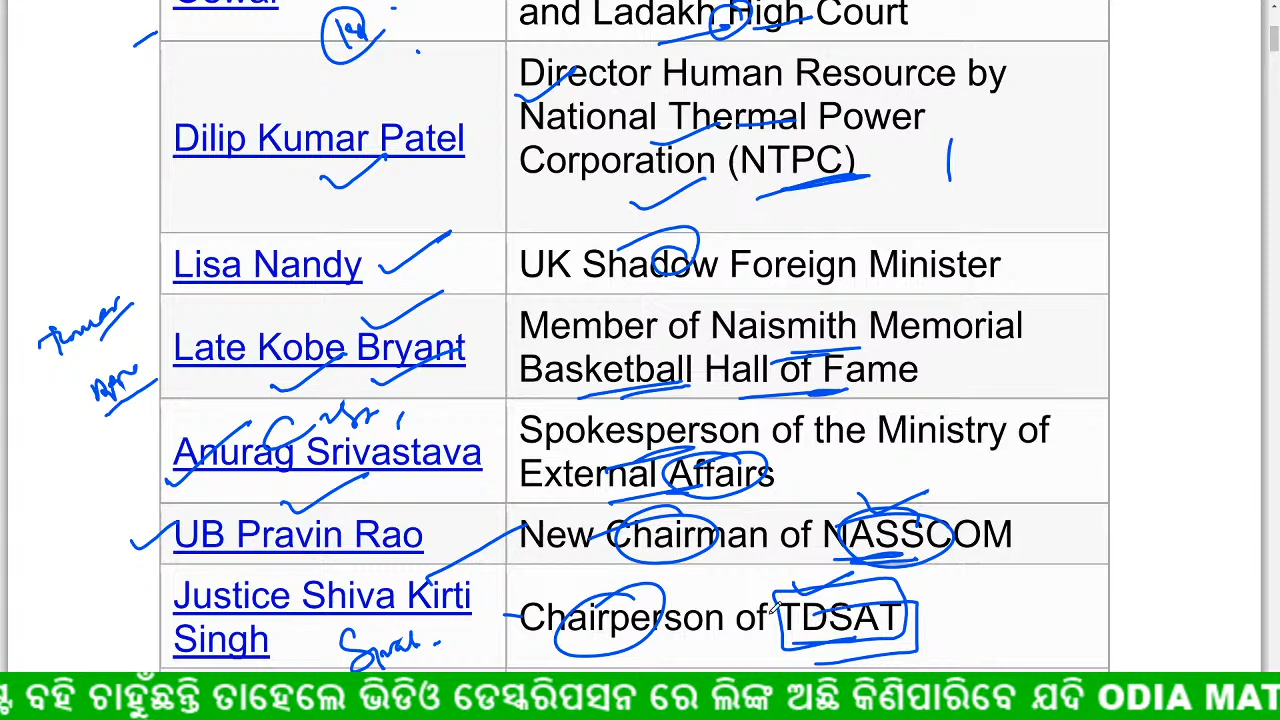 and Ladakh High Court
Dilip Kumar Patel
Director Human Resource by
National Thermal Power
Corporation (NTPC)
Lisa Nandy
UK Shadow Foreign Minister
Late Kobe Bryant
Member of Naismith Memorial
Basketball Hall of Fame
Anurag Srivastava
Spokesperson of the Ministry of
External Affairs
UB Pravin Rao
New Chairman of NASSCOM
Justice Shiva Kirti
Singh
Chairperson of TDSAT
ବହି ଚାହୁଁଛନ୍ତି ତାହେଲେ ଭିଡିଓ ଡେସ୍କରିପସନ ରେ ଲିଙ୍କ ଅଛି କିଣିପାରିବେ ଯଦି ODIA MAT